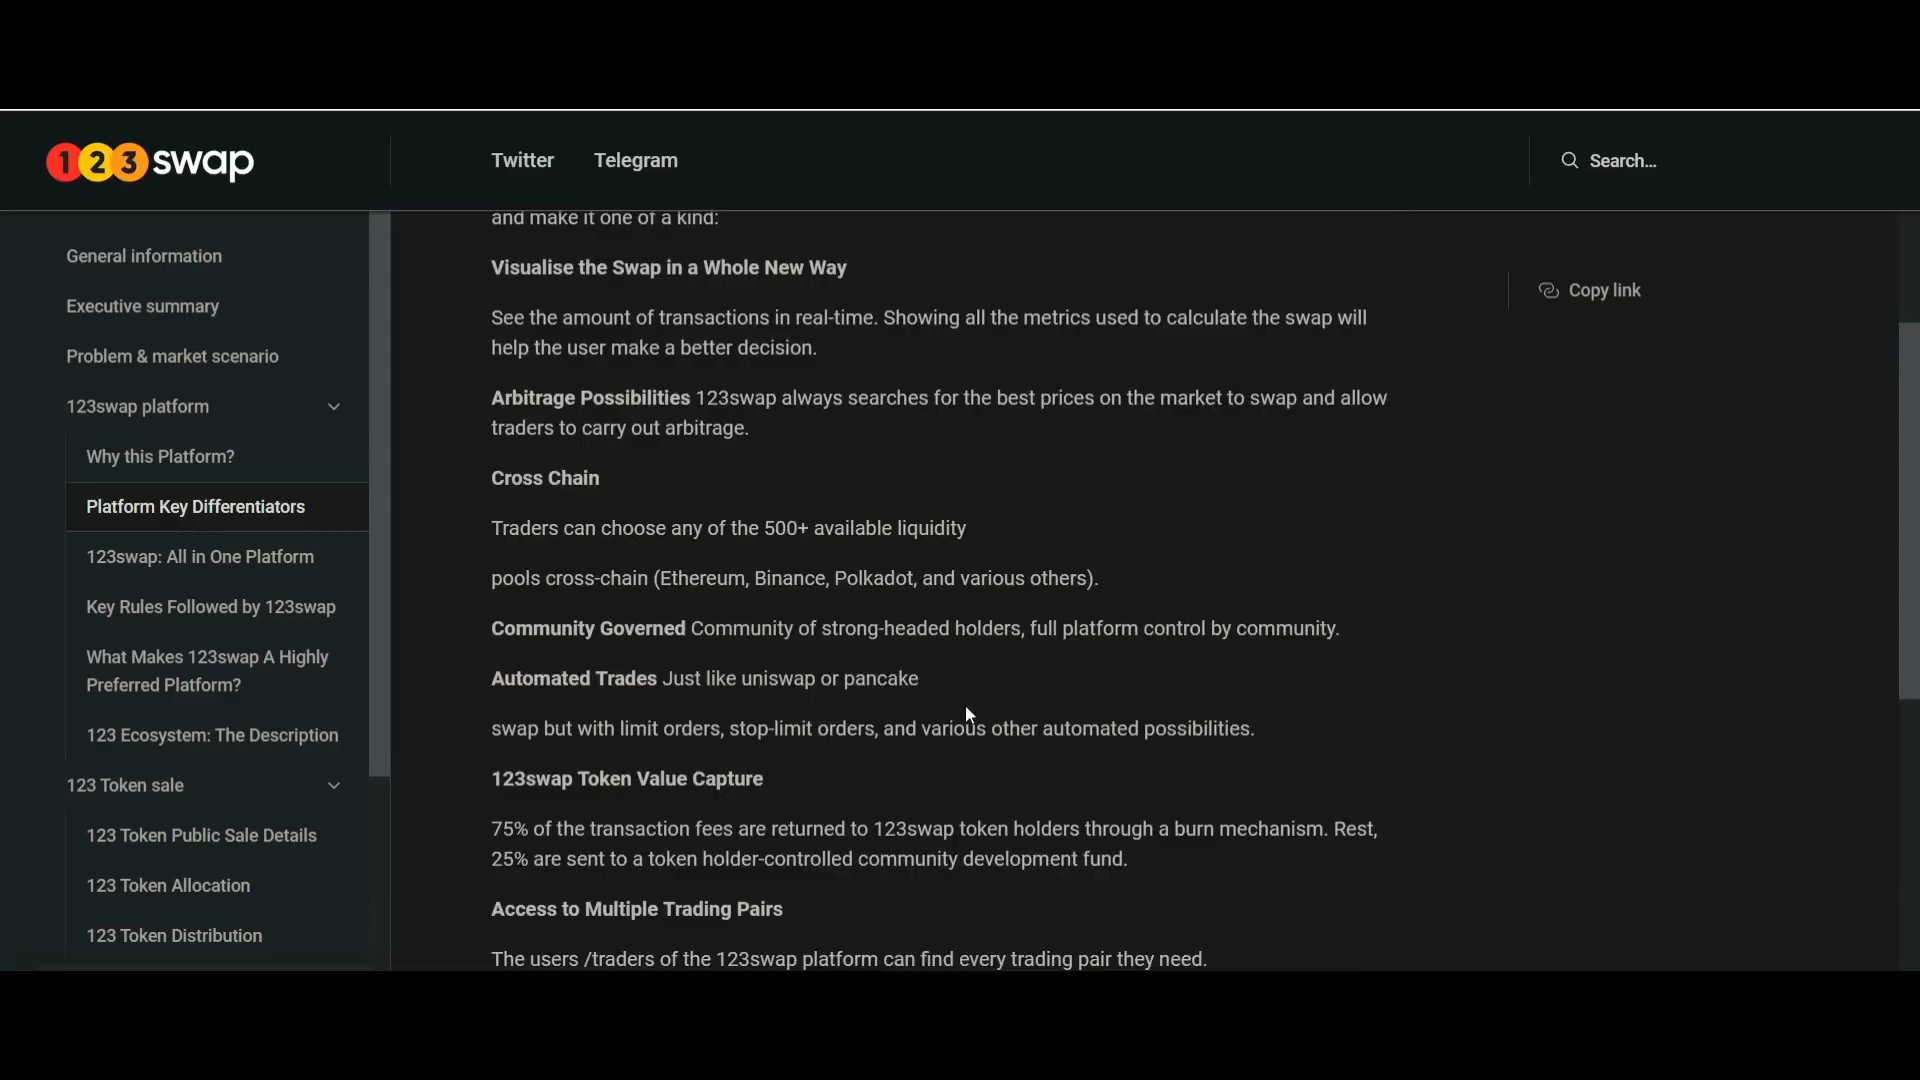 123swap
Twitter
Telegram
Search...
General information
Executive summary
Problem & market scenario
123swap platform
Why this Platform?
Platform Key Differentiators
123swap: All in One Platform
Key Rules Followed by 123swap
What Makes 123swap A Highly
Preferred Platform?
123 Ecosystem: The Description
123 Token sale
123 Token Public Sale Details
123 Token Allocation
123 Token Distribution
and make it one of a kind:
Visualise the Swap in a Whole New Way
See the amount of transactions in real-time. Showing all the metrics used to calculate the swap will
help the user make a better decision.
Arbitrage Possibilities 123swap always searches for the best prices on the market to swap and allow
traders to carry out arbitrage.
Cross Chain
Traders can choose any of the 500+ available liquidity
pools cross-chain (Ethereum, Binance, Polkadot, and various others).
Community Governed Community of strong-headed holders, full platform control by community.
Automated Trades Just like uniswap or pancake
swap but with limit orders, stop-limit orders, and various other automated possibilities.
123swap Token Value Capture
75% of the transaction fees are returned to 123swap token holders through a burn mechanism. Rest,
25% are sent to a token holder-controlled community development fund.
Access to Multiple Trading Pairs
The users /traders of the 123swap platform can find every trading pair they need.
Copy link